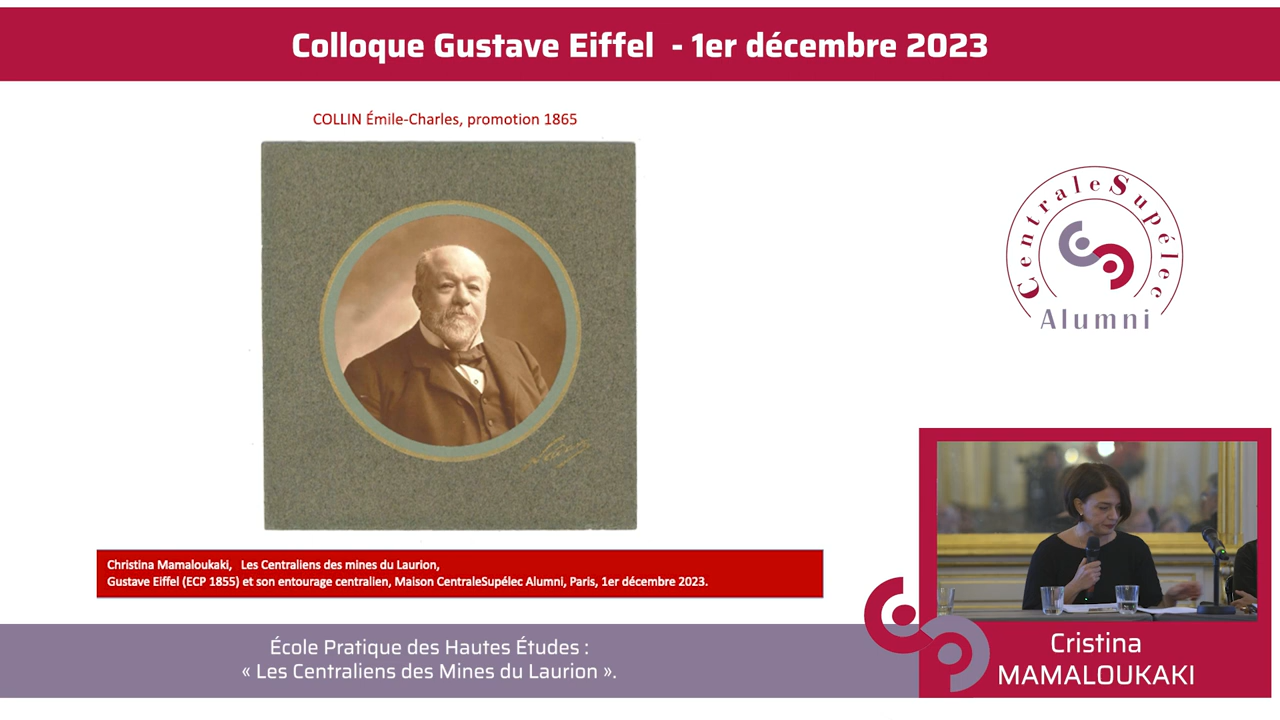 Colloque Gustave Eiffel - 1er décembre 2023
COLLIN Émile-Charles, promotion 1865
CentraleSupélec
Alumni
Christina Mamaloukaki, Les Centraliens des mines du Laurion,
Gustave Eiffel (ECP 1855) et son entourage centralien, Maison CentraleSupélec Alumni, Paris, 1er décembre 2023.
École Pratique des Hautes Études :
« Les Centraliens des Mines du Laurion ».
Cristina
MAMALOUKAKI